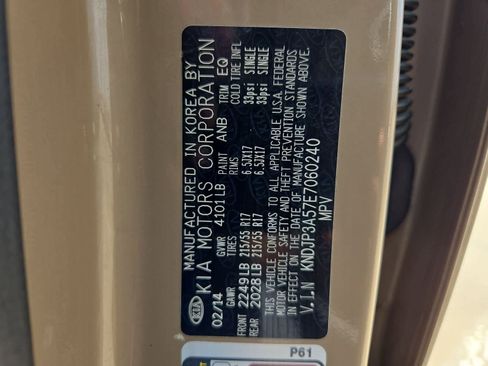 MANUFACTURED IN KOREA BY
KIA KIA MOTORS CORPORATION
02/14 GVWR 4101LB PAINT ANB TRIM EQ
GAWR TIRES RIMS COLD TIRE INFL
FRONT 2249LB 215/55 R17 6.5JX17 33psi SINGLE
REAR 2028LB 215/55 R17 6.5JX17 33psi SINGLE
THIS VEHICLE CONFORMS TO ALL APPLICABLE U.S.A. FEDERAL
MOTOR VEHICLE SAFETY AND THEFT PREVENTION STANDARDS
IN EFFECT ON THE DATE OF MANUFACTURE SHOWN ABOVE.
V.I.N KNDJP3A57E7060240
MPV
P61